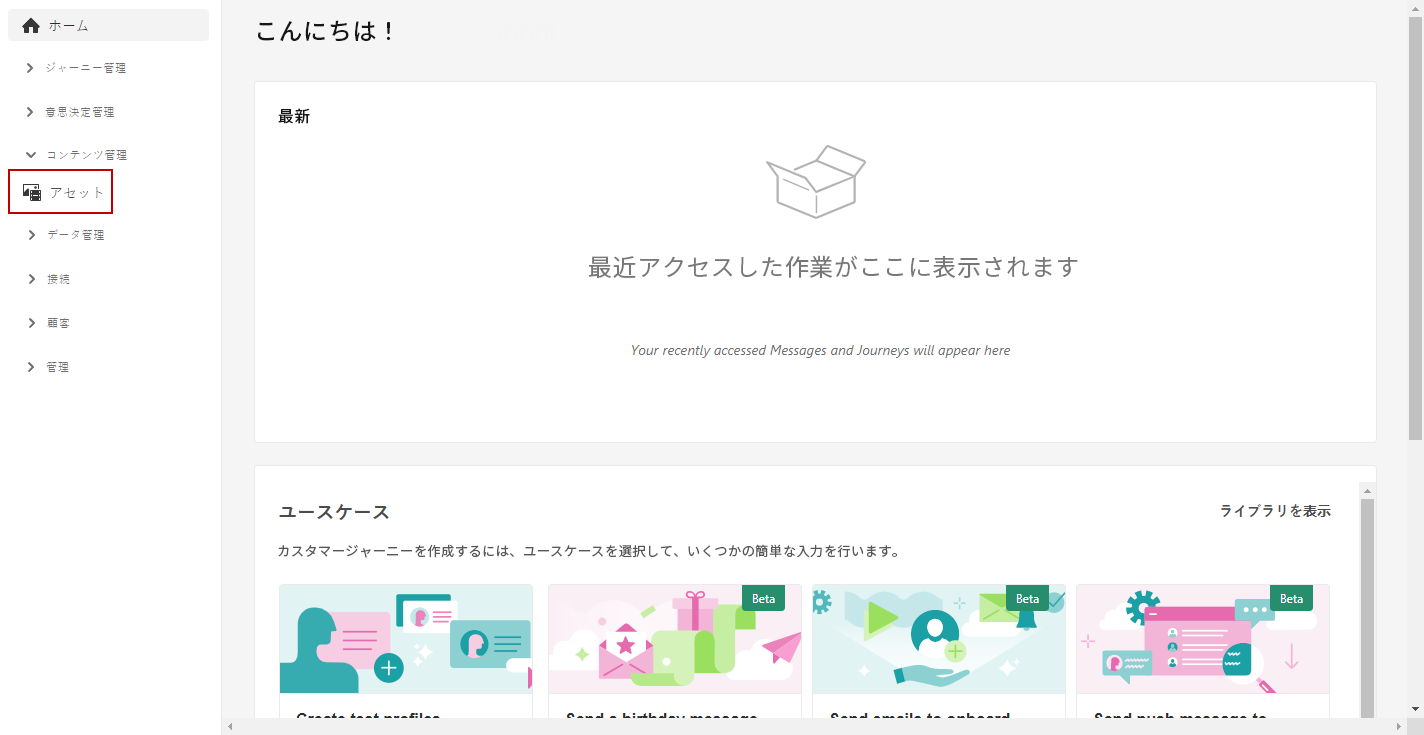 ホーム
ジャーニー管理
意思決定管理
コンテンツ管理
アセット
データ管理
接続
顧客
管理
こんにちは！
最新
最近アクセスした作業がここに表示されます
Your recently accessed Messages and Journeys will appear here
ユースケース
ライブラリを表示
カスタマージャーニーを作成するには、ユースケースを選択して、いくつかの簡単な入力を行います。
Beta
Beta
Beta
Create test profiles
Send a birthday message
Send emails to onboard
Send push message to